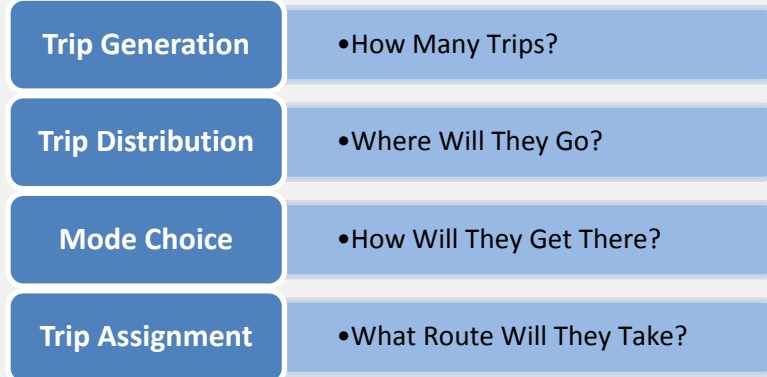 Trip Generation
•How Many Trips?
Trip Distribution
•Where Will They Go?
Mode Choice
•How Will They Get There?
Trip Assignment
•What Route Will They Take?